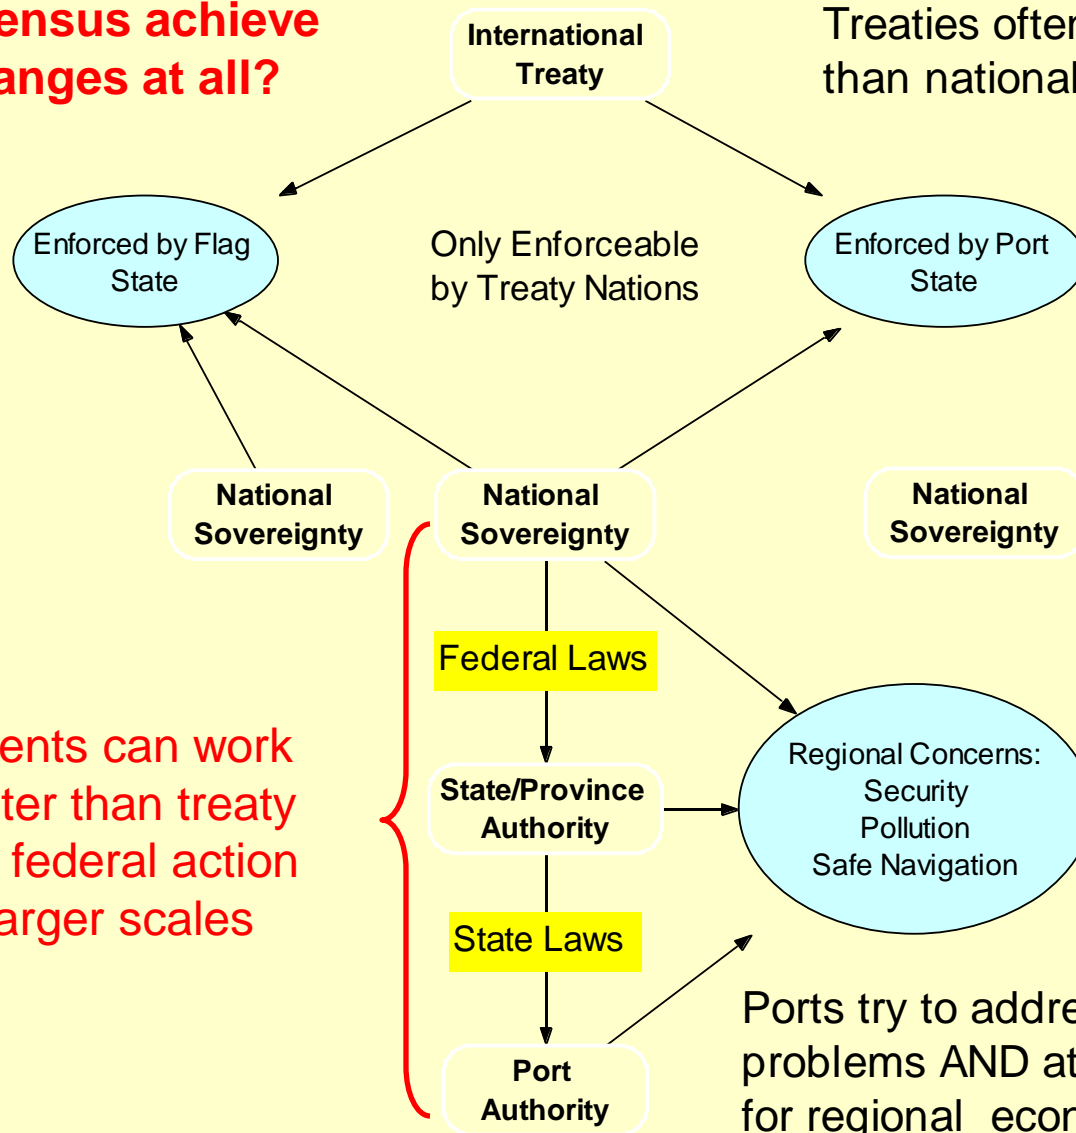 ensus achieve
anges at all?
International
Treaty
Treaties often
than national
Enforced by Flag
State
Only Enforceable
by Treaty Nations
Enforced by Port
State
National
Sovereignty
National
Sovereignty
National
Sovereignty
Federal Laws
ents can work
ter than treaty
federal action
arger scales
State/Province
Authority
Regional Concerns:
Security
Pollution
Safe Navigation
State Laws
Port
Authority
Ports try to addre
problems AND at
for regional econ